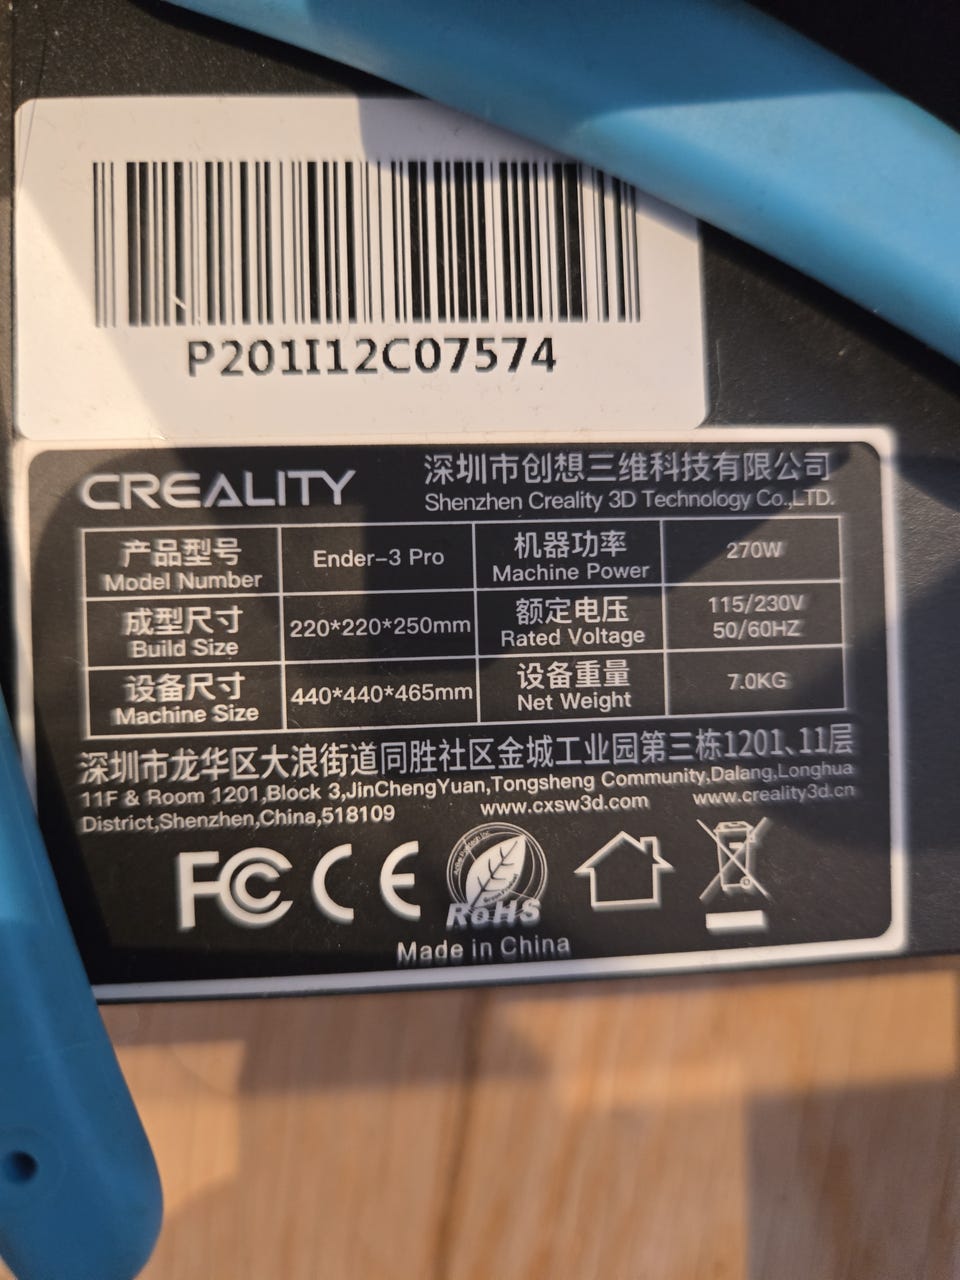 P201I12C07574
CREALITY
深圳市创想三维科技有限公司
Shenzhen Creality 3D Technology Co.,LTD.
产品型号 Ender-3 Pro 机器功率 270W
Model Number Machine Power
成型尺寸 220*220*250mm 额定电压 115/230V
Build Size Rated Voltage 50/60HZ
设备尺寸 440*440*465mm 设备重量 7.0KG
Machine Size Net Weight
深圳市龙华区大浪街道同胜社区金城工业园第三栋1201、11层
11F & Room 1201,Block 3,JinChengYuan,Tongsheng Community,Dalang,Longhua
District,Shenzhen,China,518109 www.cxsw3d.com www.creality3d.cn
FC CE RoHS
Made in China